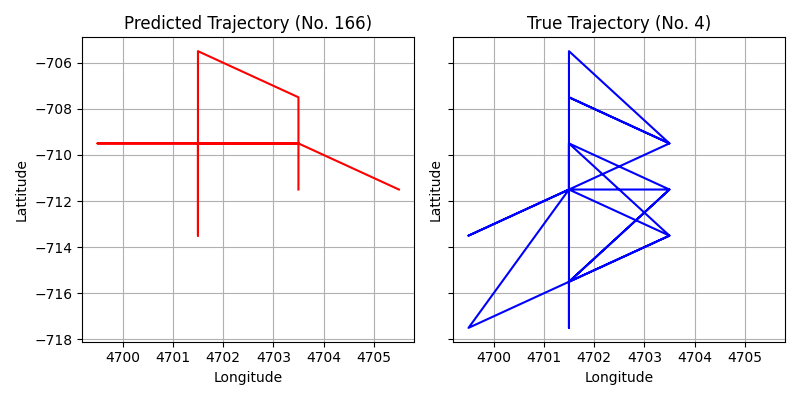 Predicted Trajectory (No. 166)
−706
−708
−710
−712
−714
−716
−718
Lattitude
4700 4701 4702 4703 4704 4705
Longitude
True Trajectory (No. 4)
Lattitude
4700 4701 4702 4703 4704 4705
Longitude